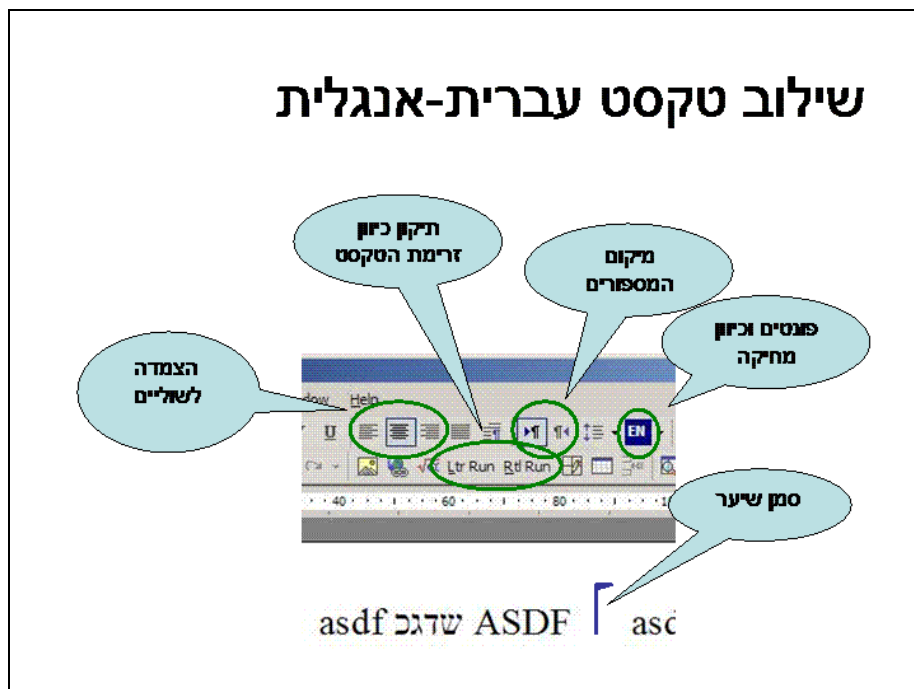 שילוב טקסט עברית-אנגלית
תיקון כיוון
זרימת הטקסט
מיקום
המספורים
פונטים וכיוון
מחיקה
הצמדה
לשוליים
Help
U
EN
Ltr Run Rtl Run
40 60 80
סמן שיער
asdf שדגכ ASDF